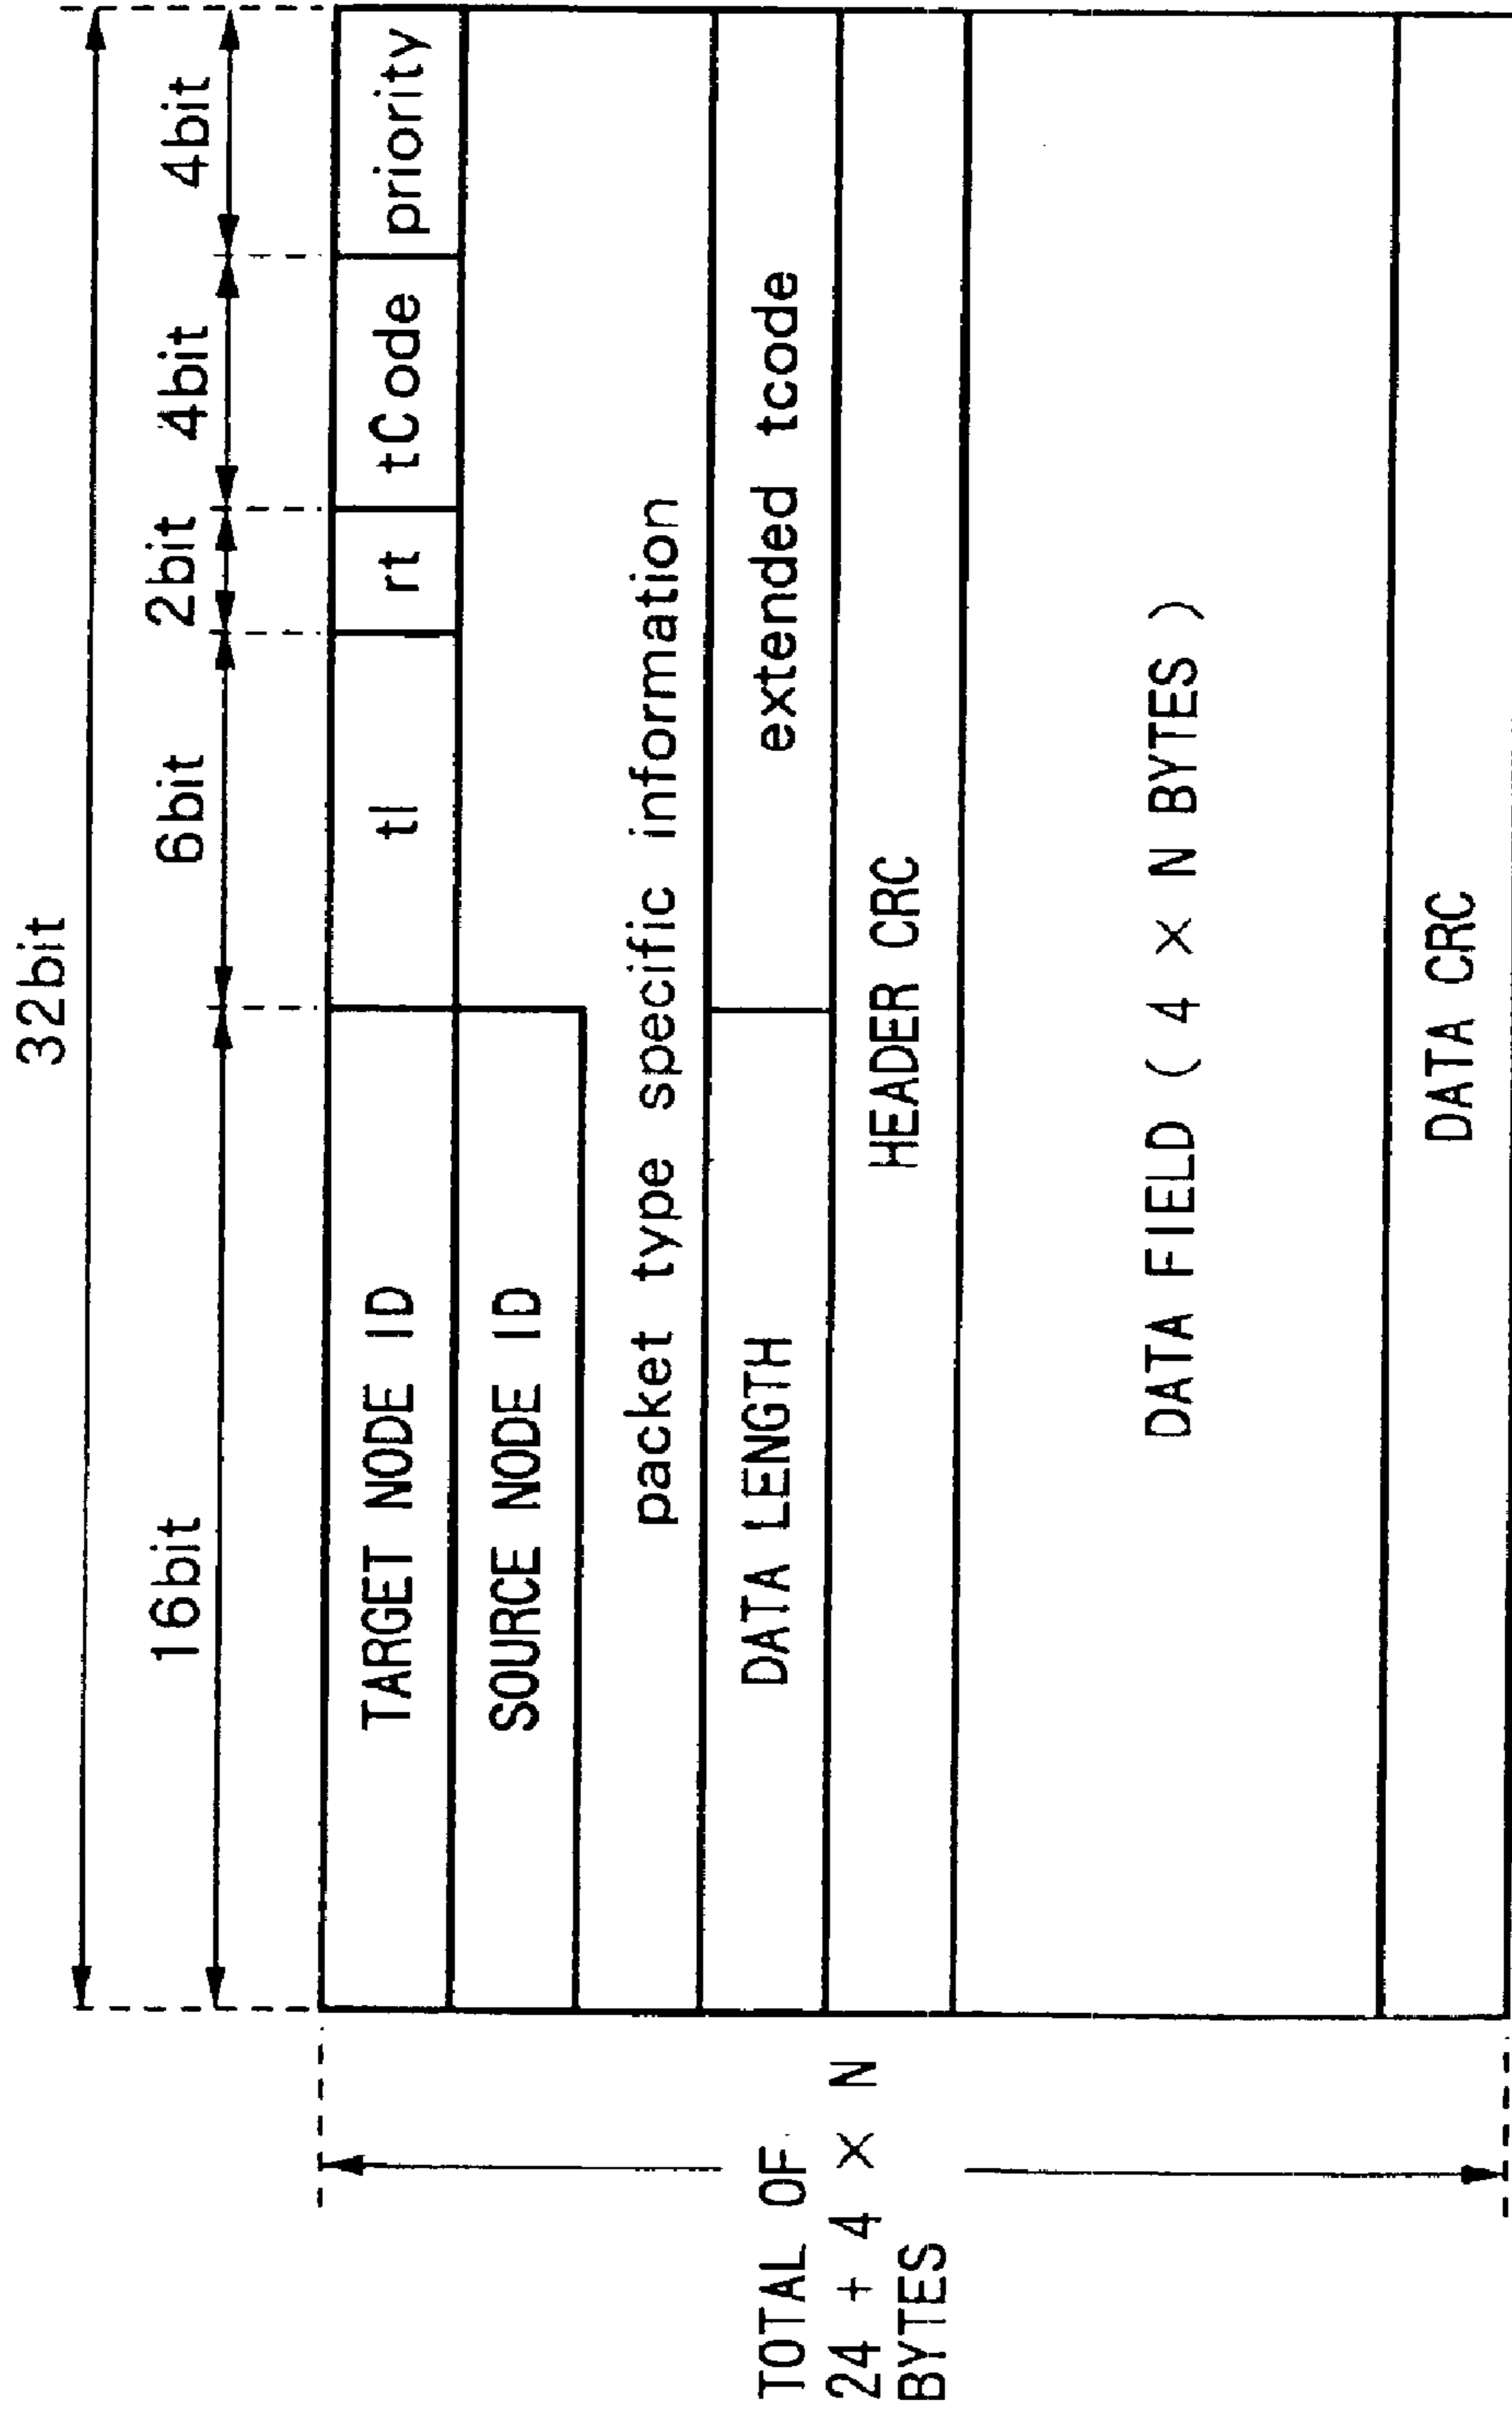 32bit
16bit 6bit 2bit 4bit 4bit
TARGET NODE ID tl rt tCode priority
SOURCE NODE ID
packet type specific information
DATA LENGTH extended tcode
HEADER CRC
DATA FIELD ( 4 × N BYTES )
DATA CRC
TOTAL OF
24 + 4 × N
BYTES